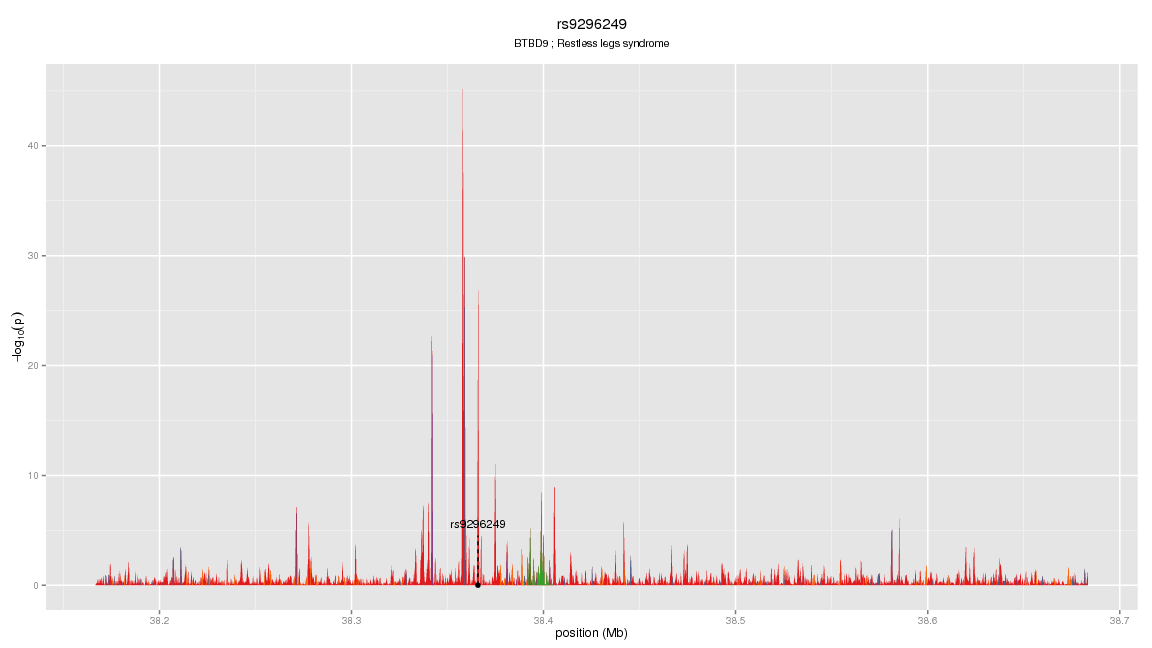 rs9296249
BTBD9 ; Restless legs syndrome
40
30
20
10
0
−log10(p)
rs9296249
38.2 38.3 38.4 38.5 38.6 38.7
position (Mb)